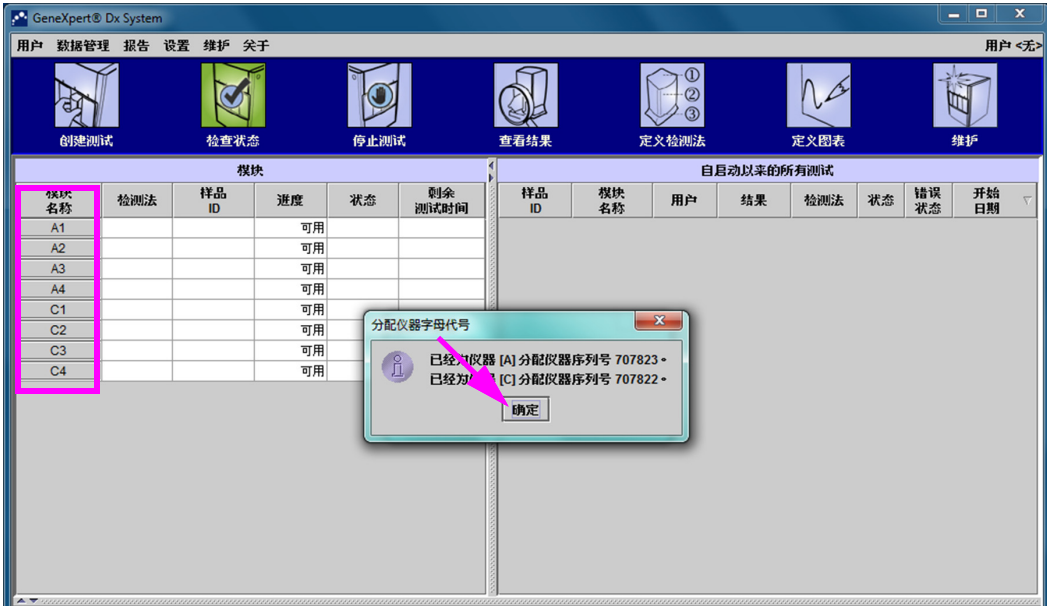 GeneXpert® Dx System
用户 数据管理 报告 设置 维护 关于 用户 <无>
创建测试 检查状态 停止测试 查看结果 定义检测法 定义图表 维护
模块
模块
名称 检测法 样品
ID 进度 状态 剩余
测试时间
A1 可用
A2 可用
A3 可用
A4 可用
C1 可用
C2 可用
C3 可用
C4 可用
自启动以来的所有测试
样品
ID 模块
名称 用户 结果 检测法 状态 错误
状态 开始
日期
分配仪器字母代号
已经为仪器 [A] 分配仪器序列号 707823。
已经为 [C] 分配仪器序列号 707822。
确定